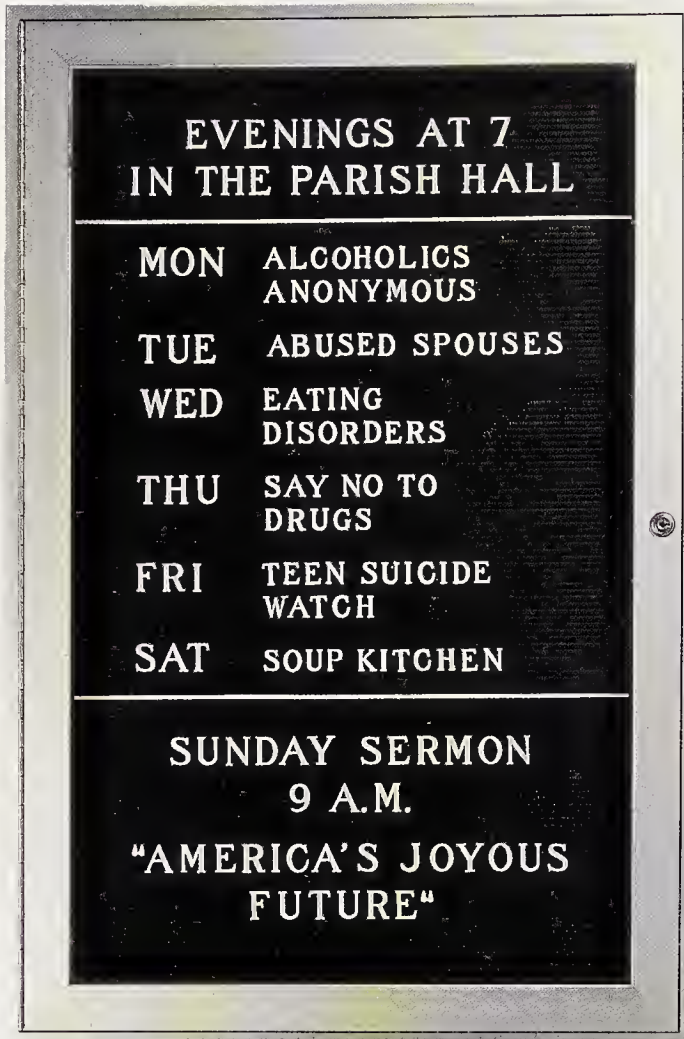 EVENINGS AT 7
IN THE PARISH HALL
MON ALCOHOLICS
ANONYMOUS
TUE ABUSED SPOUSES
WED EATING
DISORDERS
THU SAY NO TO
DRUGS
FRI TEEN SUICIDE
WATCH
SAT SOUP KITCHEN
SUNDAY SERMON
9 A.M.
"AMERICA'S JOYOUS
FUTURE"